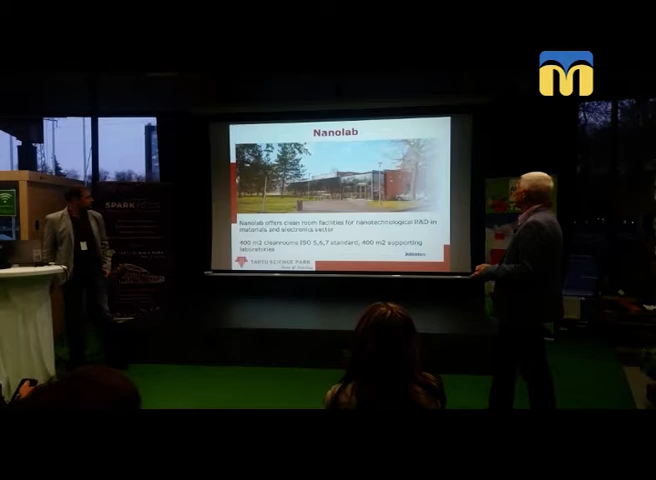 Nanolab
Nanolab offers clean room facilities for nanotechnological R&D in
materials and electronics sector
400 m2 cleanrooms ISO 5,6,7 standard, 400 m2 supporting
laboratories
TARTU SCIENCE PARK
SPARK
m